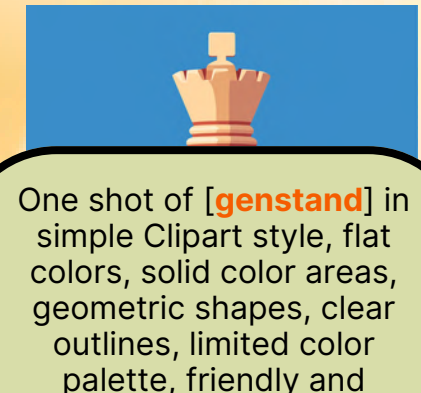 One shot of [genstand] in
simple Clipart style, flat
colors, solid color areas,
geometric shapes, clear
outlines, limited color
palette, friendly and